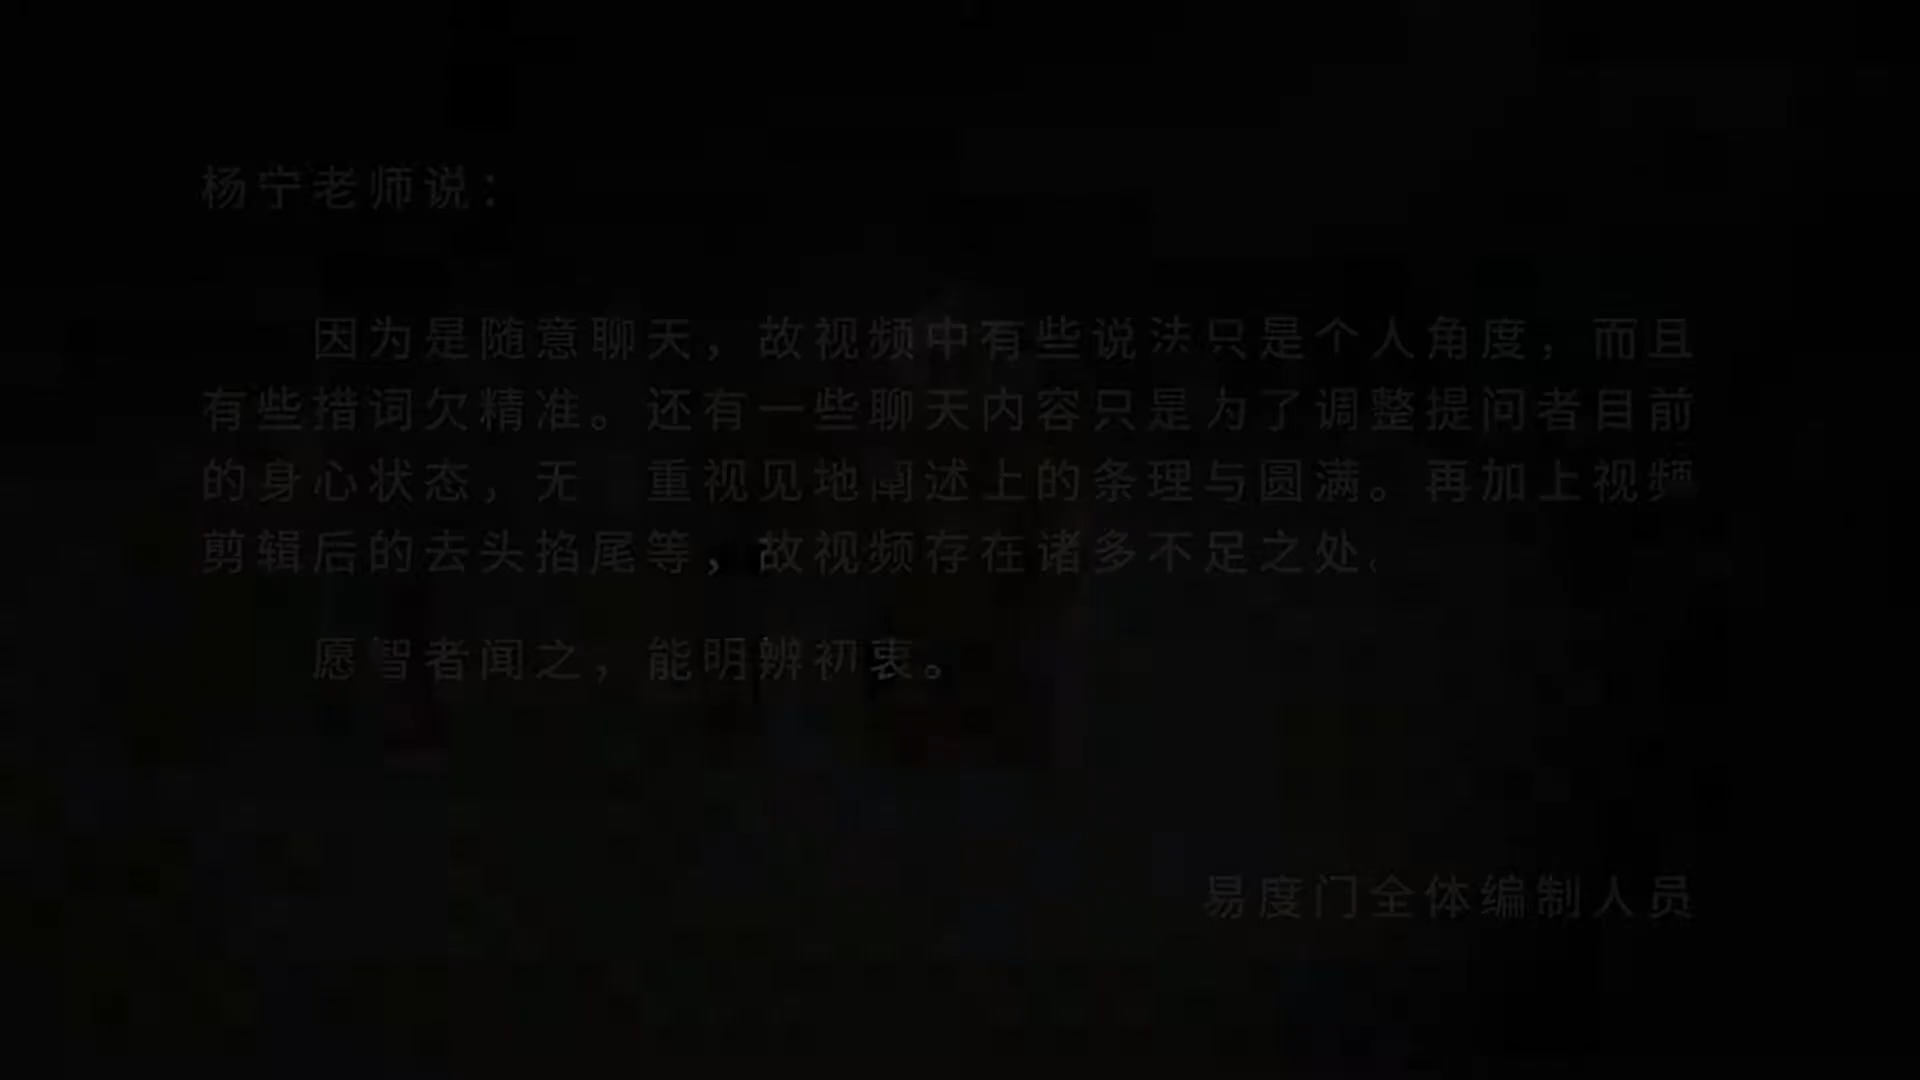 杨宁老师说：
因为是随意聊天，故视频中有些说法只是个人角度，而且
有些措词欠精准。还有一些聊天内容只是为了调整提问者目前
的身心状态，无 重视见地阐述上的条理与圆满。再加上视频
剪辑后的去头掐尾等，故视频存在诸多不足之处。
愿智者闻之，能明辨初衷。
易度门全体编制人员